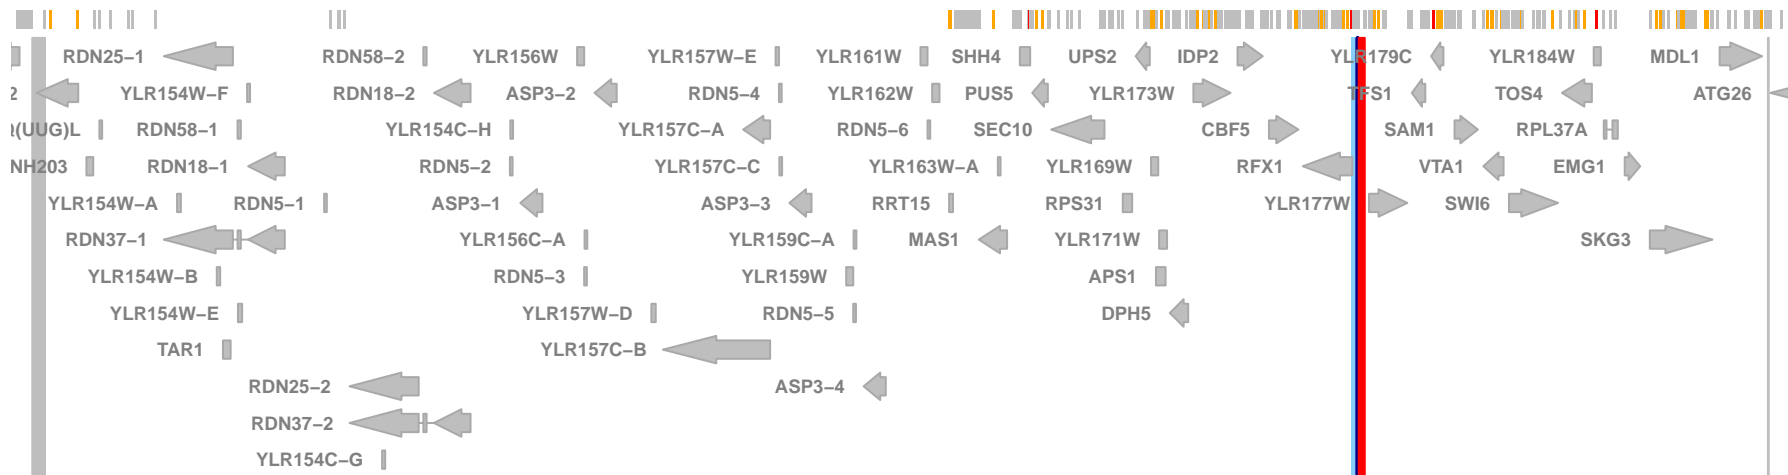 RDN25−1 RDN58−2 YLR156W YLR157W−E YLR161W SHH4 UPS2 IDP2 YLR179C YLR184W MDL1
2 YLR154W−F RDN18−2 ASP3−2 RDN5−4 YLR162W PUS5 YLR173W TFS1 TOS4 ATG26
(UUG)L RDN58−1 YLR154C−H YLR157C−A RDN5−6 SEC10 CBF5 SAM1 RPL37A
NH203 RDN18−1 RDN5−2 YLR157C−C YLR163W−A YLR169W RFX1 VTA1 EMG1
YLR154W−A RDN5−1 ASP3−1 ASP3−3 RRT15 RPS31 YLR177W SWI6
RDN37−1 YLR156C−A YLR159C−A MAS1 YLR171W SKG3
YLR154W−B RDN5−3 YLR159W APS1
YLR154W−E YLR157W−D RDN5−5 DPH5
TAR1 YLR157C−B
RDN25−2 ASP3−4
RDN37−2
YLR154C−G